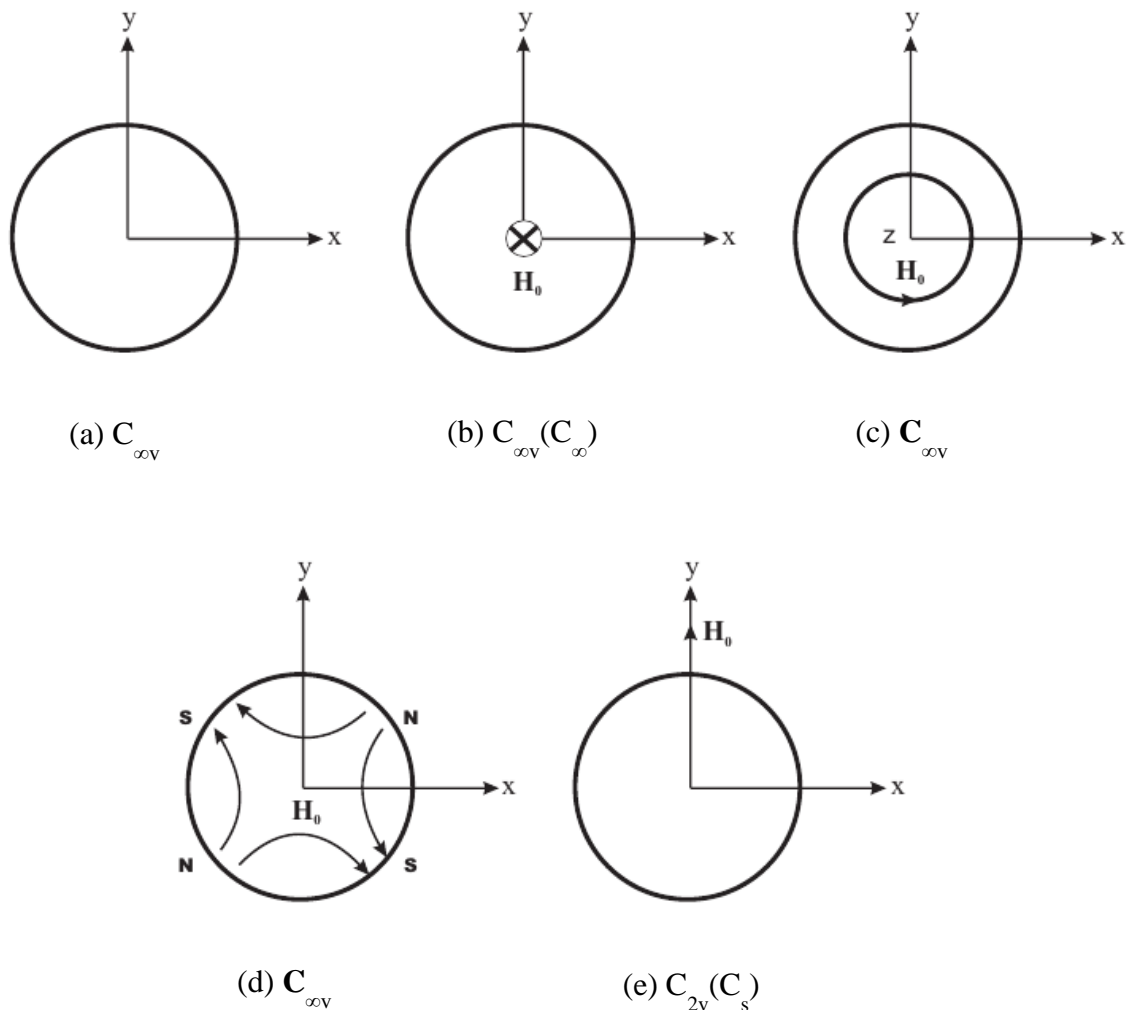 y y y
x x x
H₀
z
H₀
(a) C∞v (b) C∞v(C∞) (c) C∞v
y y
H₀
S N
x x
H₀
N S
(d) C∞v (e) C2v(Cs)